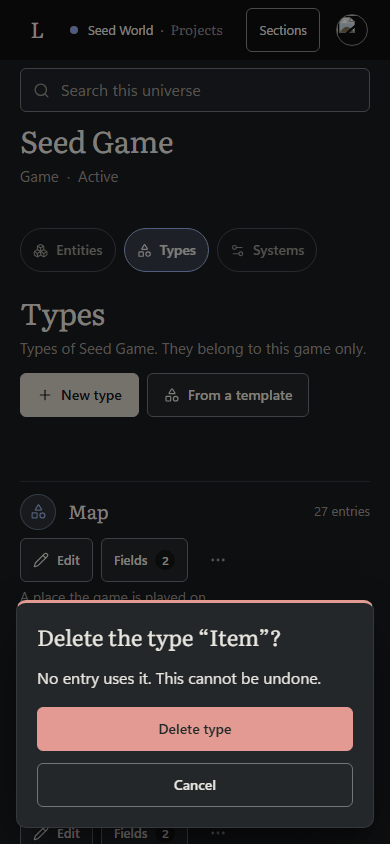 L
Seed World · Projects
Sections
Search this universe
Seed Game
Game · Active
Entities
Types
Systems
Types
Types of Seed Game. They belong to this game only.
+ New type
From a template
Map
27 entries
Edit
Fields 2
···
A place the game is played on
Delete the type “Item”?
No entry uses it. This cannot be undone.
Delete type
Cancel
Edit
Fields 2
···